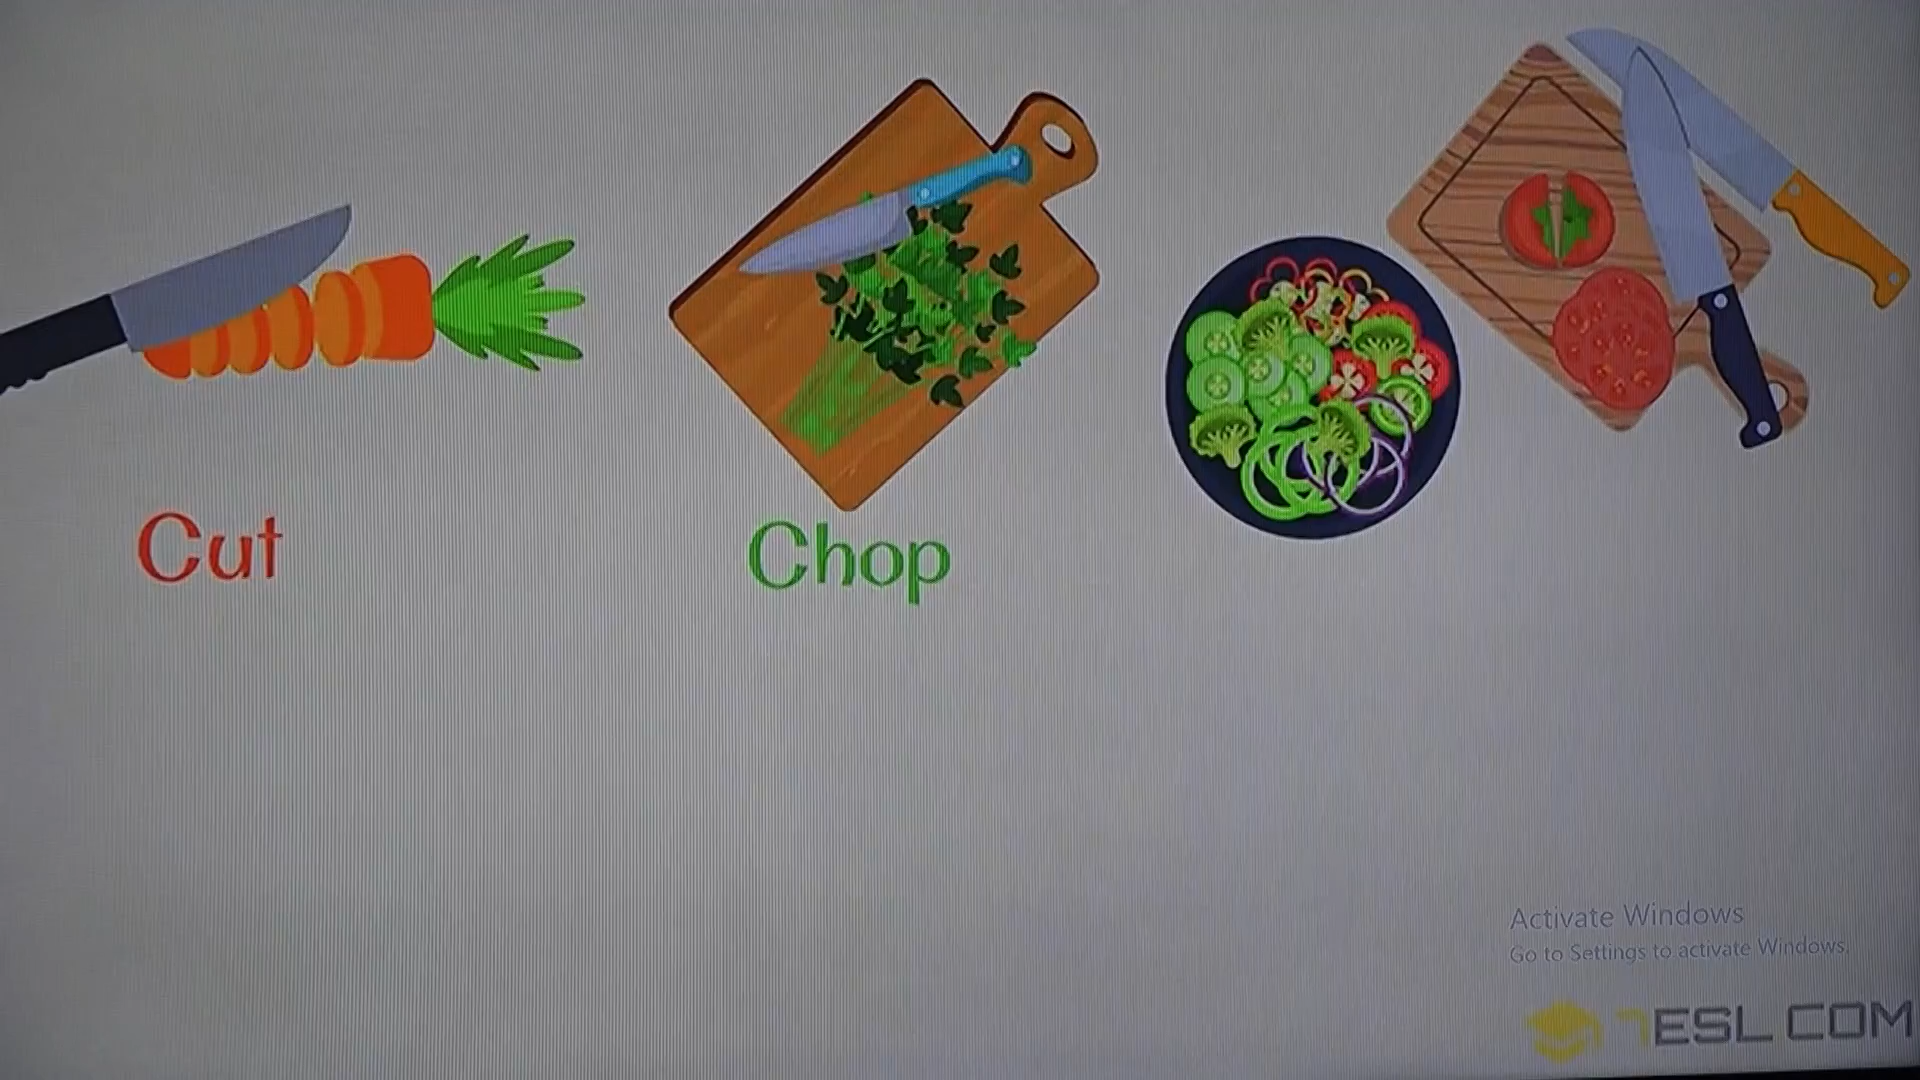 Cut
Chop
Activate Windows
Go to Settings to activate Windows.
7ESL.COM